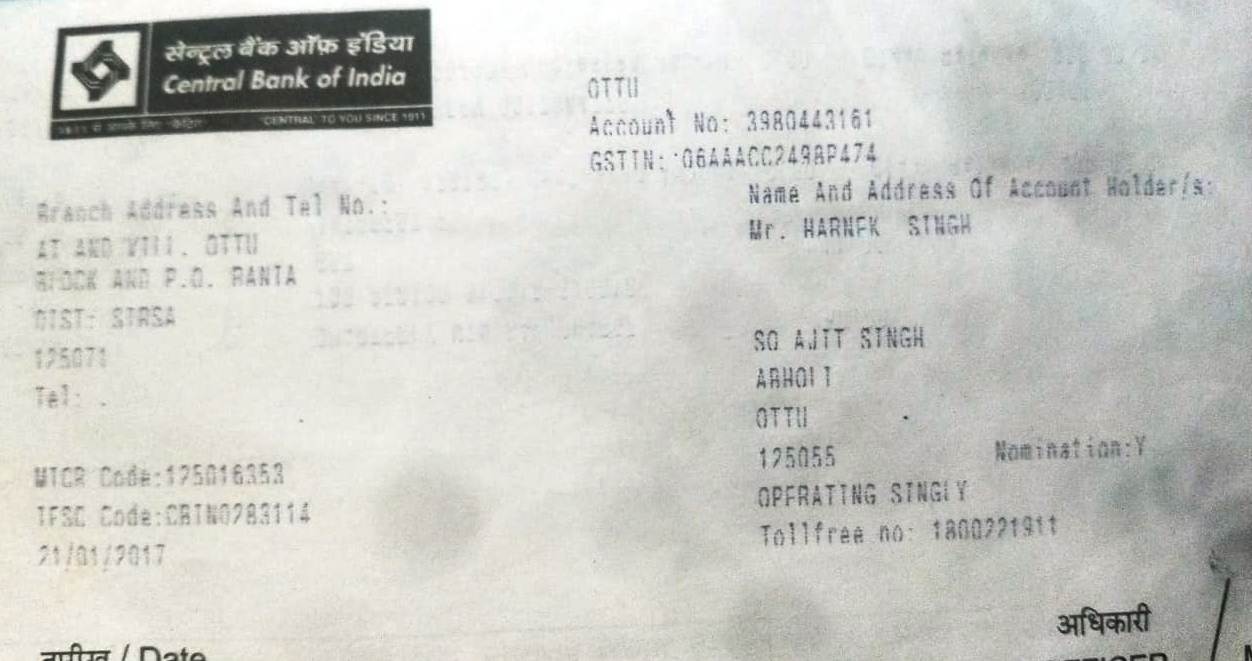 सेन्ट्रल बैंक ऑफ़ इंडिया
Central Bank of India
"CENTRAL" TO YOU SINCE 1911
OTTU
Account No: 3980443161
GSTIN: 06AAACC2498P474
Name And Address Of Account Holder/s:
Mr. HARNEK SINGH
SO AJIT SINGH
ABHOLI
OTTU
125055 Nomination:Y
OPERATING SINGLY
Tollfree no: 1800221911
Branch Address And Tel No.:
AT AND VILL. OTTU
BLOCK AND P.O. RANIA
DIST: SIRSA
125071
Tel: .
MICR Code:125016353
IFSC Code:CBIN0283114
21/01/2017
अधिकारी
तारीख / Date
OFFICER